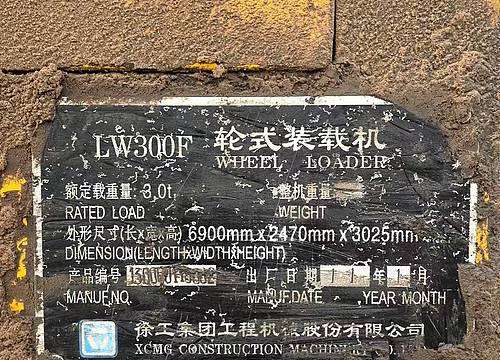 LW300F 轮式装载机
WHEEL LOADER
额定载重量: 3.0t 整机重量
RATED LOAD WEIGHT
外形尺寸(长x宽x高) 6900mm x 2470mm x 3025mm
DIMENSION(LENGTHXWIDTHXHEIGHT)
产品编号 出厂日期 年 月
MANUF.NO. MANUF.DATE , YEAR MONTH
徐工集团工程机械股份有限公司
XCMG CONSTRUCTION MACHINERY